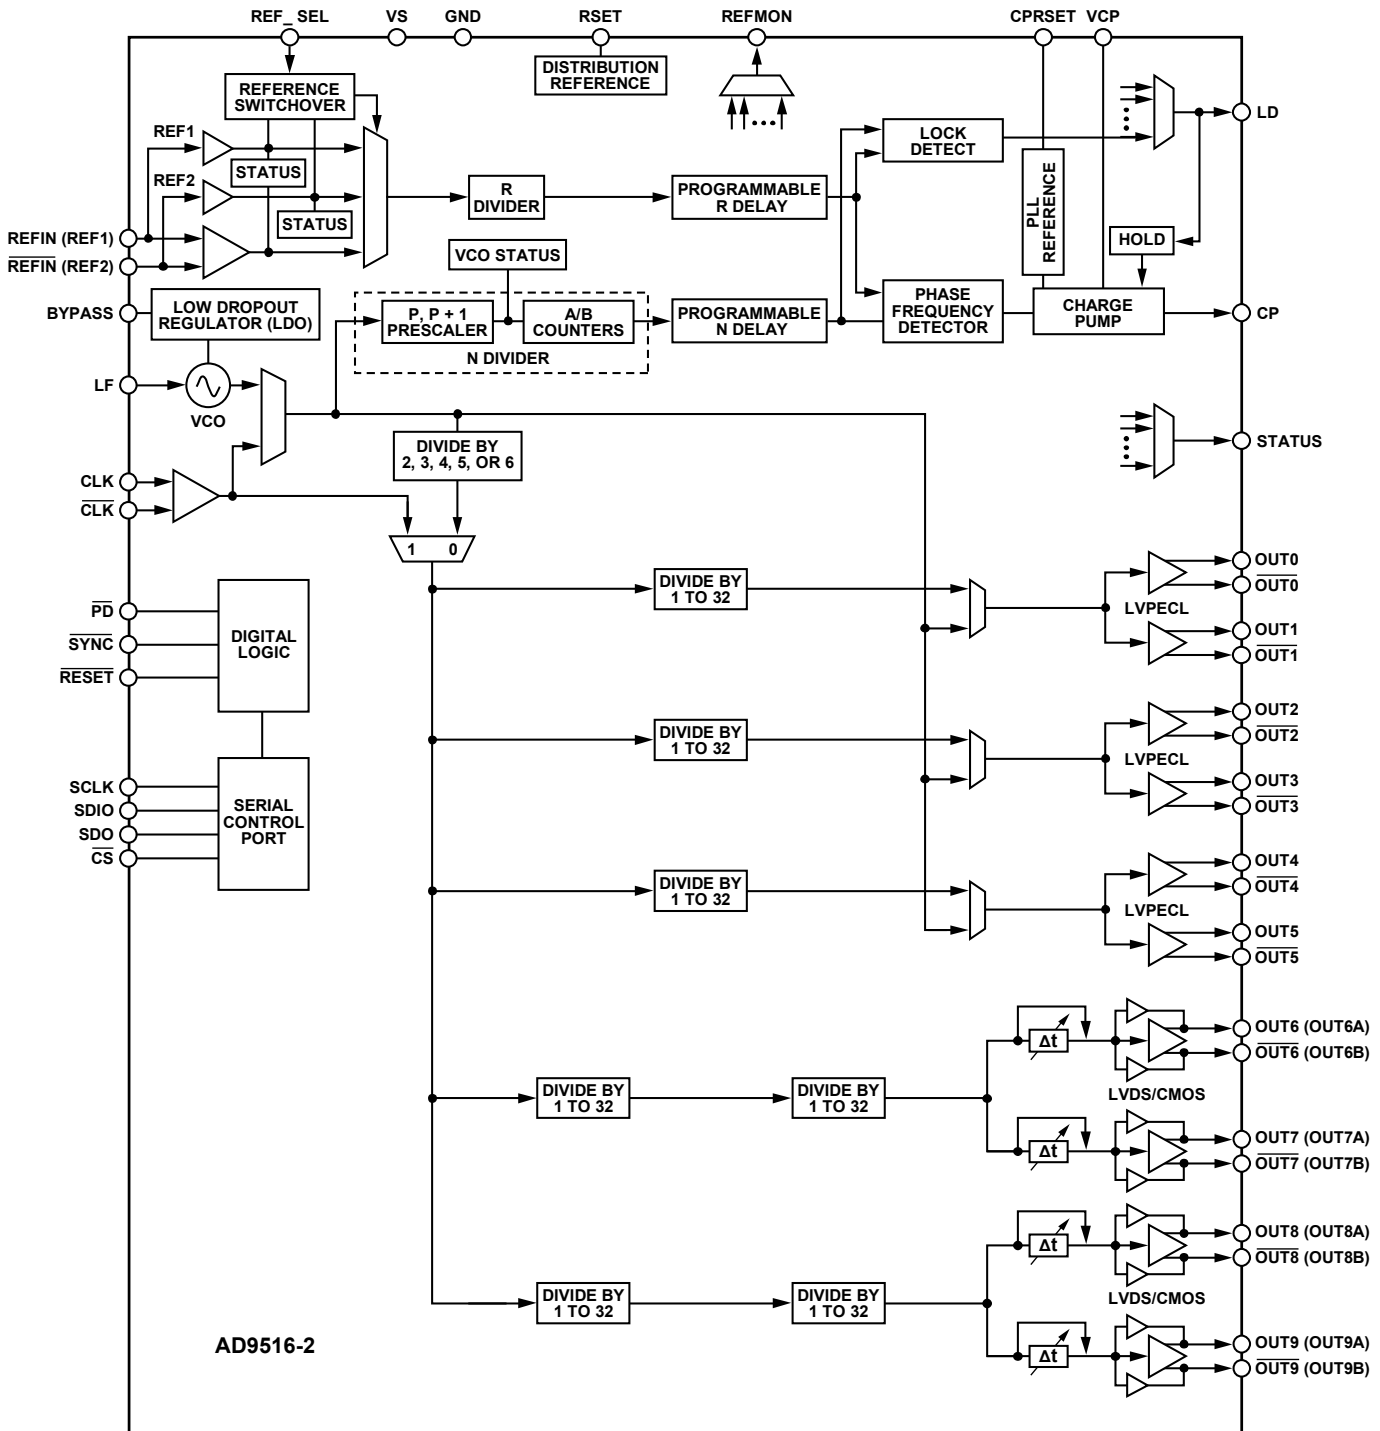 REF_ SEL
VS
GND
RSET
REFMON
CPRSET
VCP
DISTRIBUTION
REFERENCE
REFERENCE
SWITCHOVER
REF1
STATUS
REF2
STATUS
REFIN (REF1)
REFIN (REF2)
BYPASS
LOW DROPOUT
REGULATOR (LDO)
LF
VCO
R
DIVIDER
VCO STATUS
P, P + 1
PRESCALER
A/B
COUNTERS
N DIVIDER
PROGRAMMABLE
R DELAY
PROGRAMMABLE
N DELAY
LOCK
DETECT
PHASE
FREQUENCY
DETECTOR
PLL
REFERENCE
HOLD
CHARGE
PUMP
LD
CP
STATUS
DIVIDE BY
2, 3, 4, 5, OR 6
CLK
CLK
1 0
PD
SYNC
RESET
DIGITAL
LOGIC
SCLK
SDIO
SDO
CS
SERIAL
CONTROL
PORT
DIVIDE BY
1 TO 32
LVPECL
OUT0
OUT0
OUT1
OUT1
DIVIDE BY
1 TO 32
LVPECL
OUT2
OUT2
OUT3
OUT3
DIVIDE BY
1 TO 32
LVPECL
OUT4
OUT4
OUT5
OUT5
DIVIDE BY
1 TO 32
DIVIDE BY
1 TO 32
Δt
Δt
LVDS/CMOS
OUT6 (OUT6A)
OUT6 (OUT6B)
OUT7 (OUT7A)
OUT7 (OUT7B)
DIVIDE BY
1 TO 32
DIVIDE BY
1 TO 32
Δt
Δt
LVDS/CMOS
OUT8 (OUT8A)
OUT8 (OUT8B)
OUT9 (OUT9A)
OUT9 (OUT9B)
AD9516-2